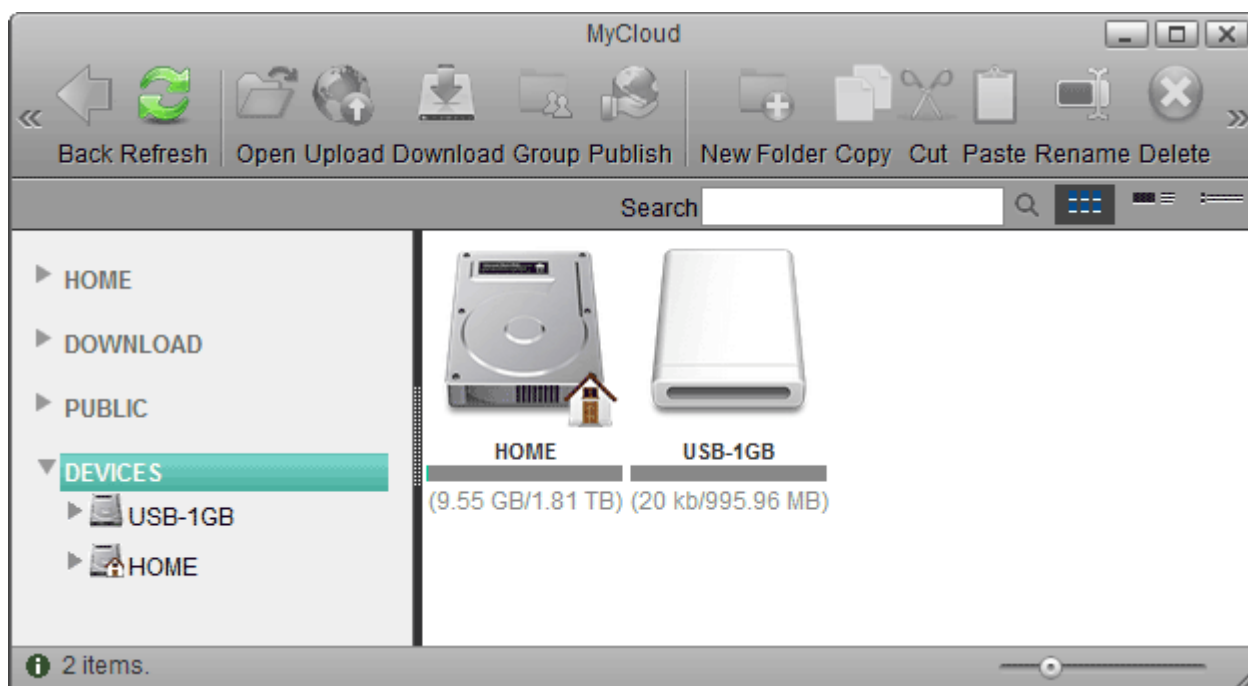 MyCloud
Back Refresh Open Upload Download Group Publish New Folder Copy Cut Paste Rename Delete
Search
HOME
DOWNLOAD
PUBLIC
DEVICES
USB-1GB
HOME
HOME USB-1GB
(9.55 GB/1.81 TB) (20 kb/995.96 MB)
2 items.